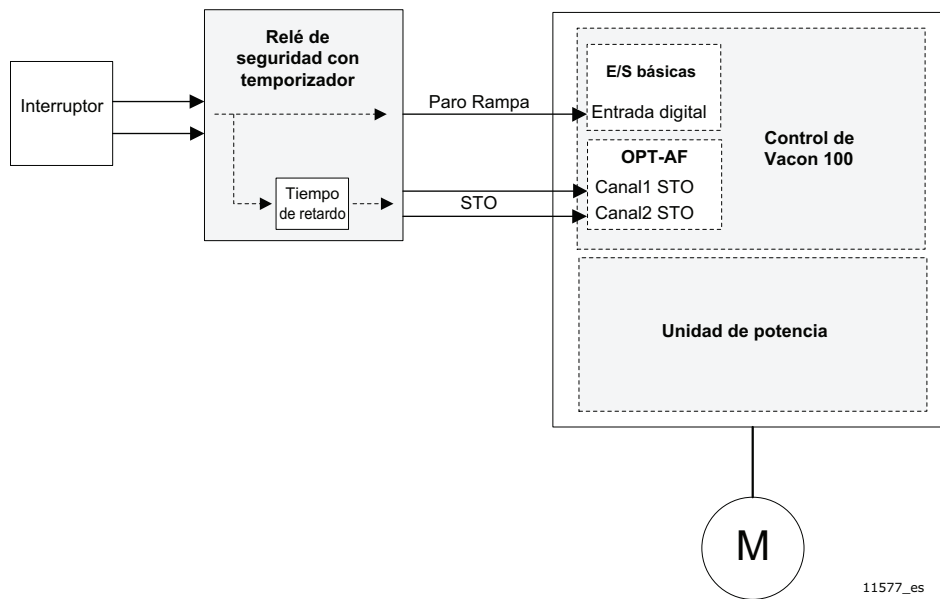 Relé de
seguridad con
temporizador
Interruptor
Tiempo
de retardo
Paro Rampa
STO
E/S básicas
Entrada digital
OPT-AF
Canal1 STO
Canal2 STO
Control de
Vacon 100
Unidad de potencia
M
11577_es